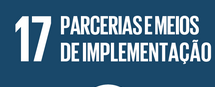 17 PARCERIAS E MEIOS
DE IMPLEMENTAÇÃO